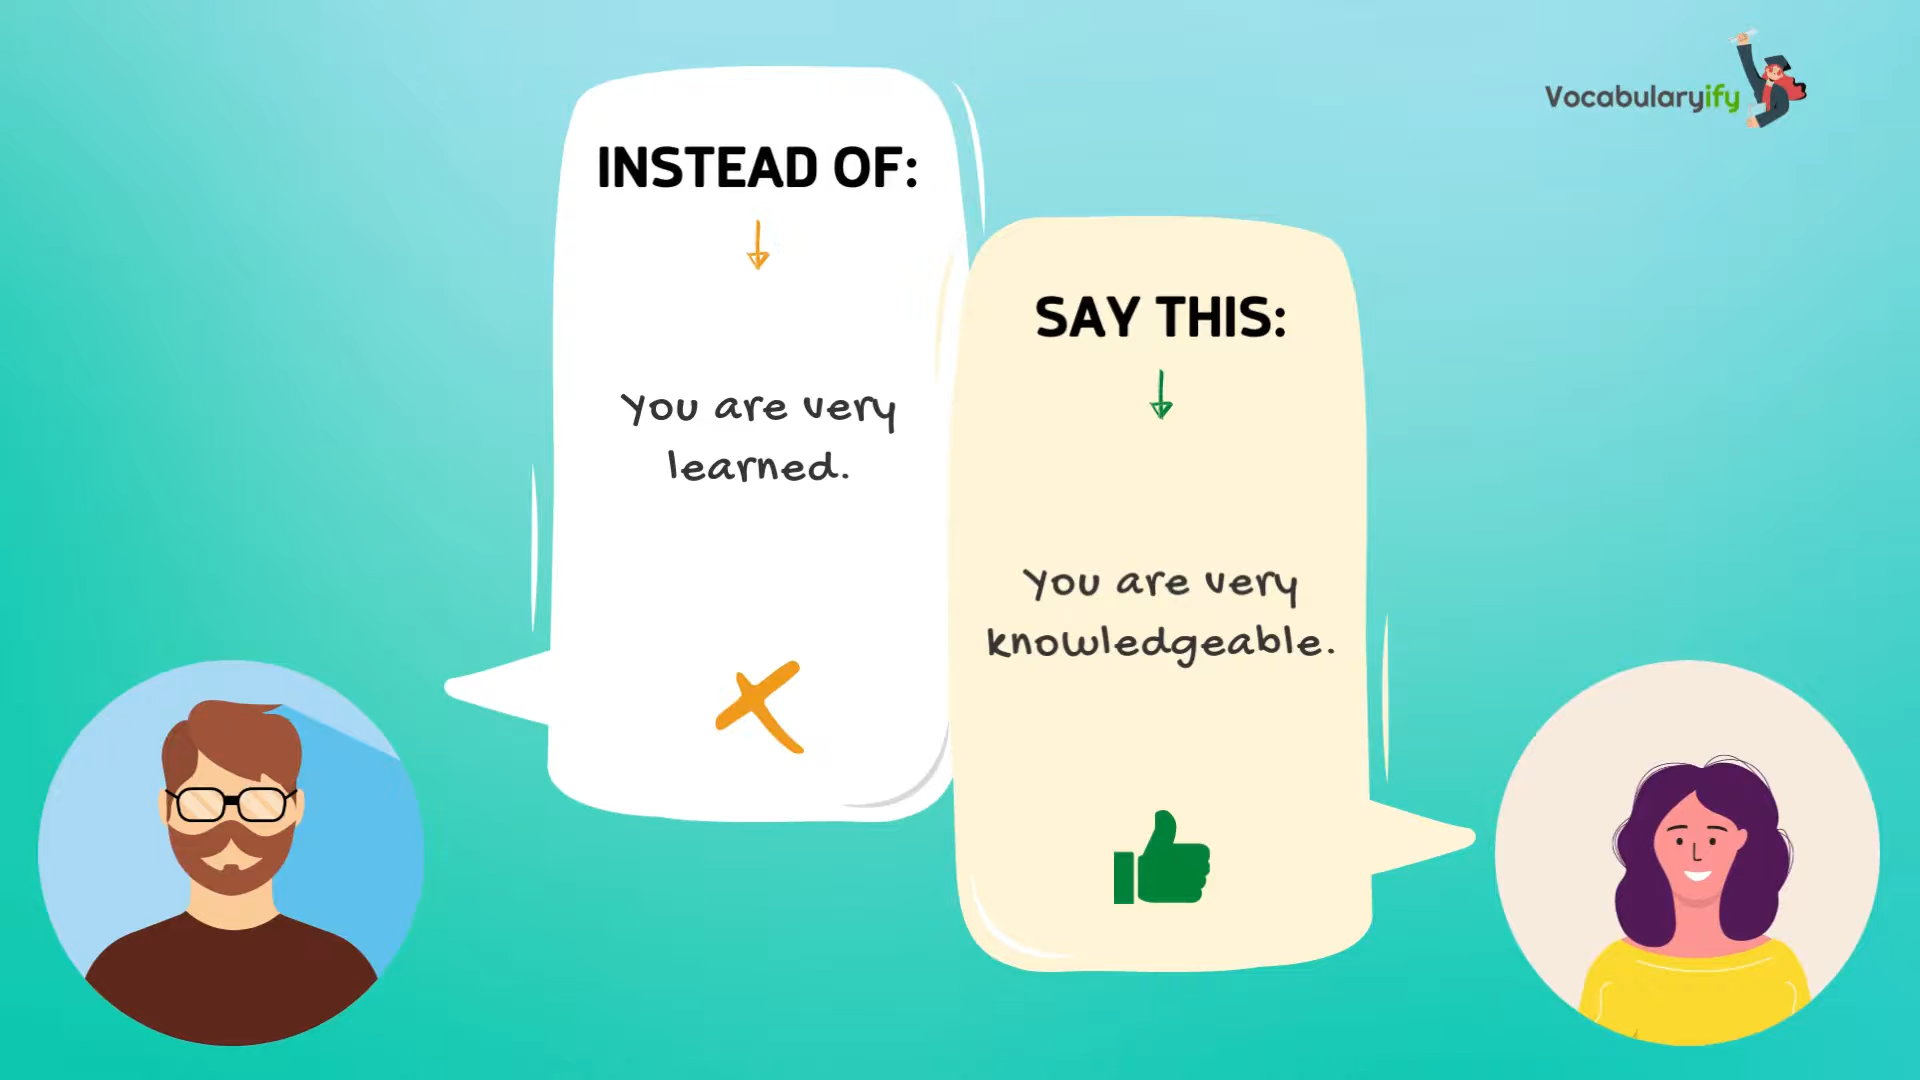 Vocabularyify
INSTEAD OF:
You are very
learned.
SAY THIS:
You are very
knowledgeable.